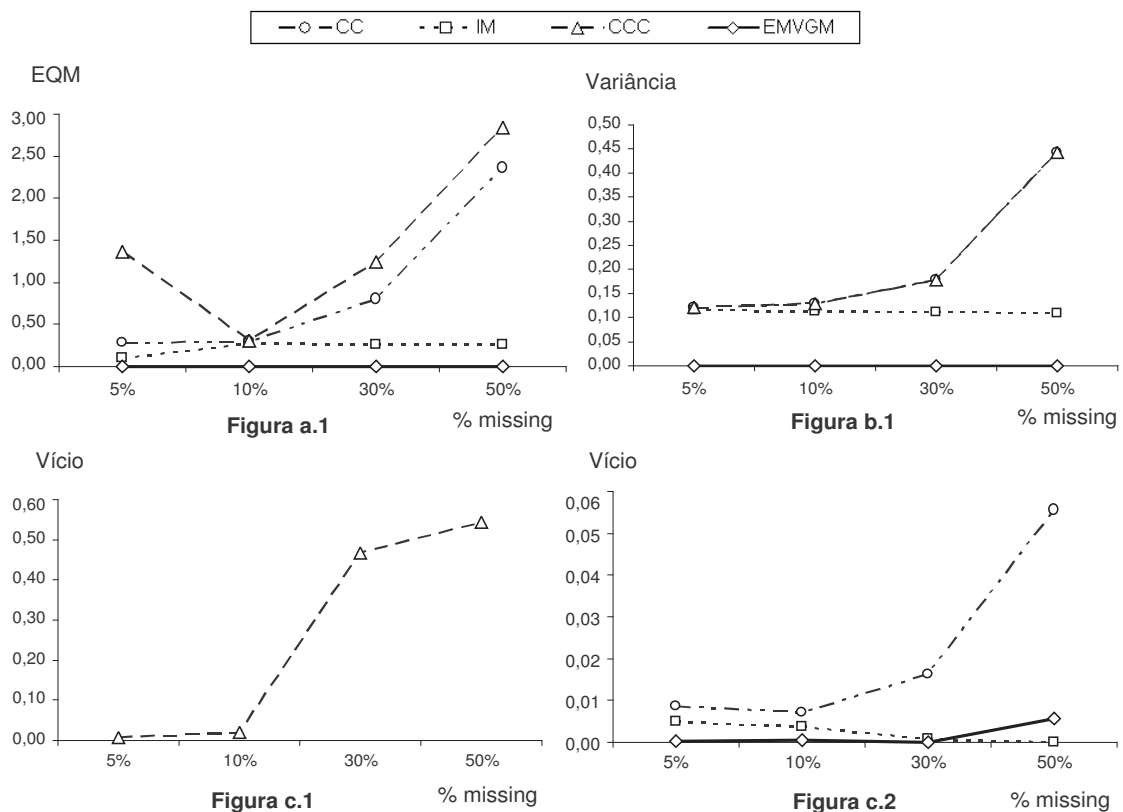 CC IM CCC EMVGM
EQM
3,00
2,50
2,00
1,50
1,00
0,50
0,00
5% 10% 30% 50%
Figura a.1 % missing
Variância
0,50
0,45
0,40
0,35
0,30
0,25
0,20
0,15
0,10
0,05
0,00
5% 10% 30% 50%
Figura b.1 % missing
Vício
0,60
0,50
0,40
0,30
0,20
0,10
0,00
5% 10% 30% 50%
Figura c.1 % missing
Vício
0,06
0,05
0,04
0,03
0,02
0,01
0,00
5% 10% 30% 50%
Figura c.2 % missing